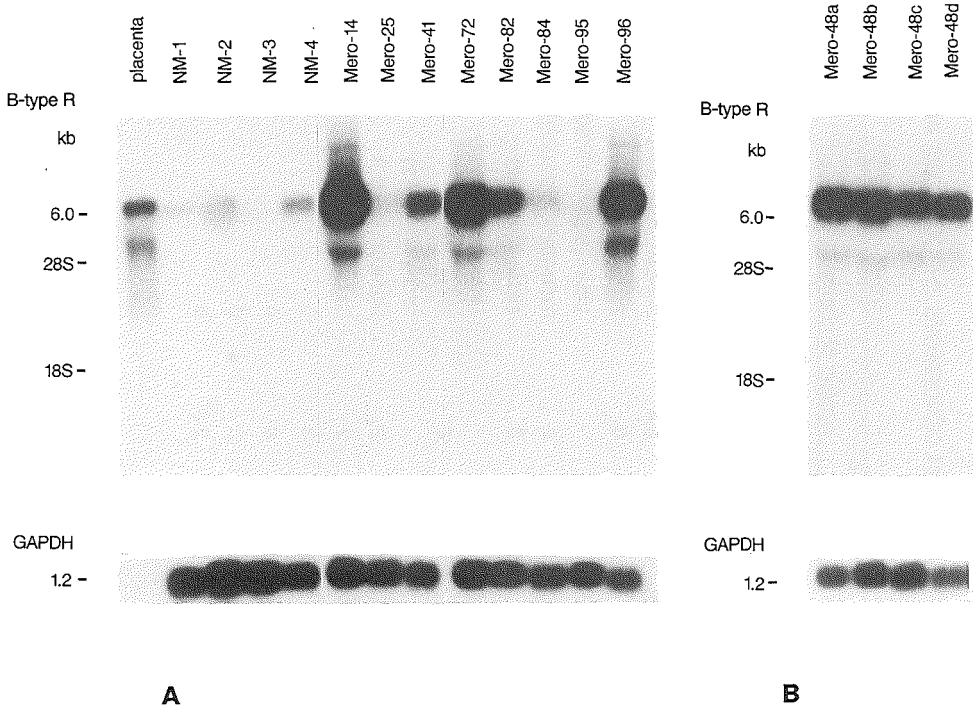 placenta
NM-1
NM-2
NM-3
NM-4
Mero-14
Mero-25
Mero-41
Mero-72
Mero-82
Mero-84
Mero-95
Mero-96
B-type R
kb
6.0 –
28S –
18S –
GAPDH
1.2 –
A
Mero-48a
Mero-48b
Mero-48c
Mero-48d
B-type R
kb
6.0 –
28S –
18S –
GAPDH
1.2 –
B